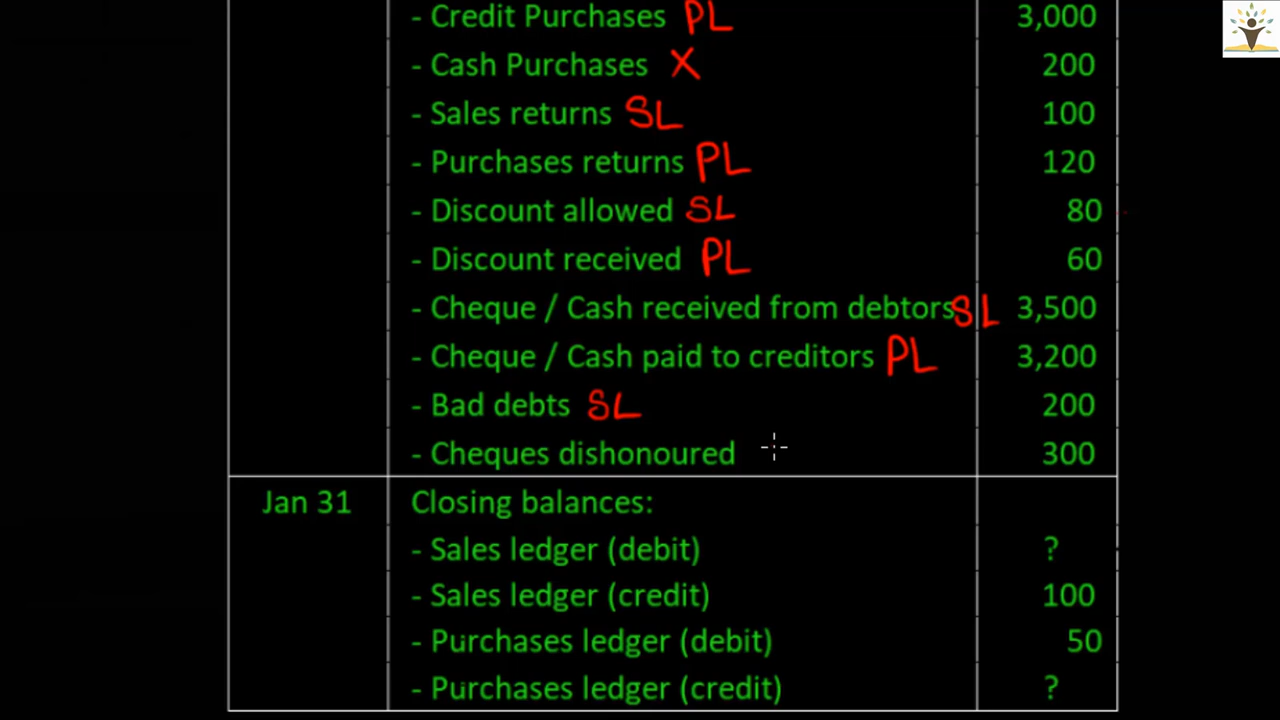 - Credit Purchases PL 3,000
- Cash Purchases X 200
- Sales returns SL 100
- Purchases returns PL 120
- Discount allowed SL 80
- Discount received PL 60
- Cheque / Cash received from debtors SL 3,500
- Cheque / Cash paid to creditors PL 3,200
- Bad debts SL 200
- Cheques dishonoured 300
Jan 31 Closing balances:
- Sales ledger (debit) ?
- Sales ledger (credit) 100
- Purchases ledger (debit) 50
- Purchases ledger (credit) ?